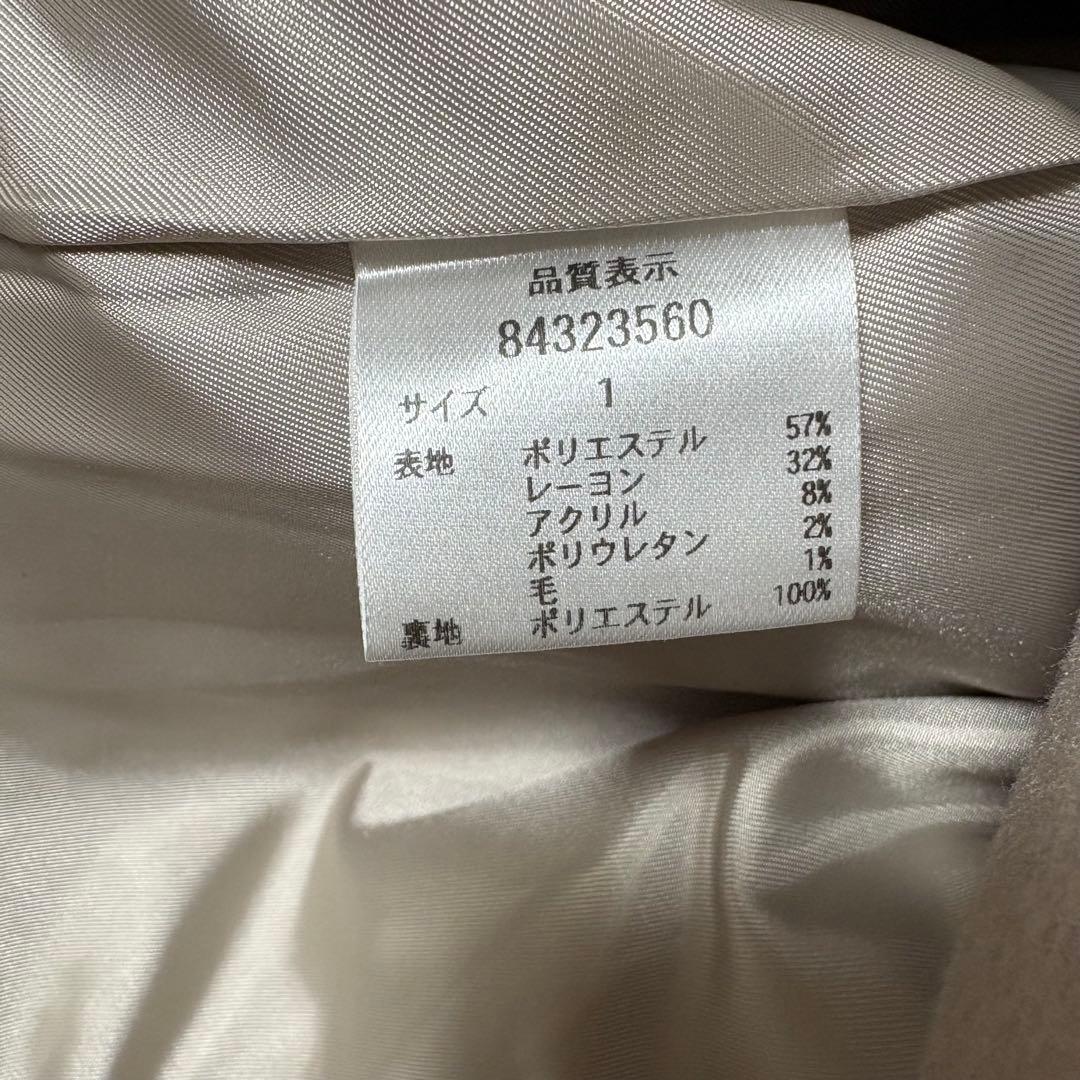 品質表示
84323560
サイズ 1
表地 ポリエステル 57%
レーヨン 32%
アクリル 8%
ポリウレタン 2%
毛 1%
裏地 ポリエステル 100%